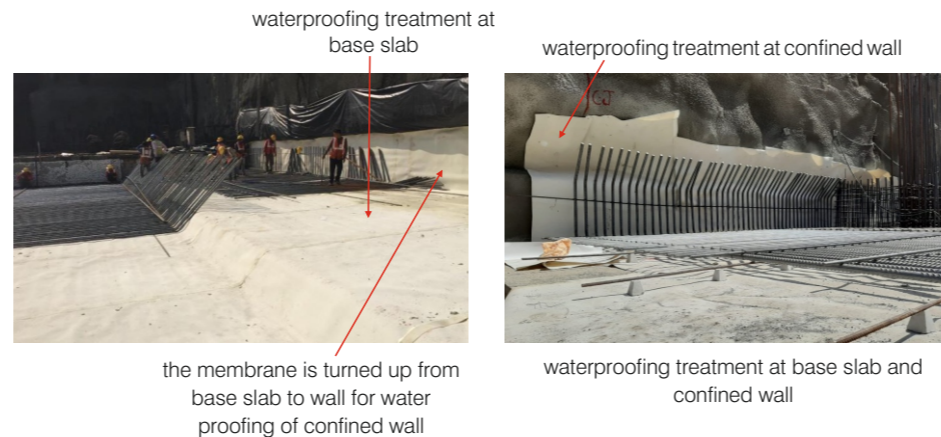 waterproofing treatment at
base slab
waterproofing treatment at confined wall
CJ
the membrane is turned up from
base slab to wall for water
proofing of confined wall
waterproofing treatment at base slab and
confined wall